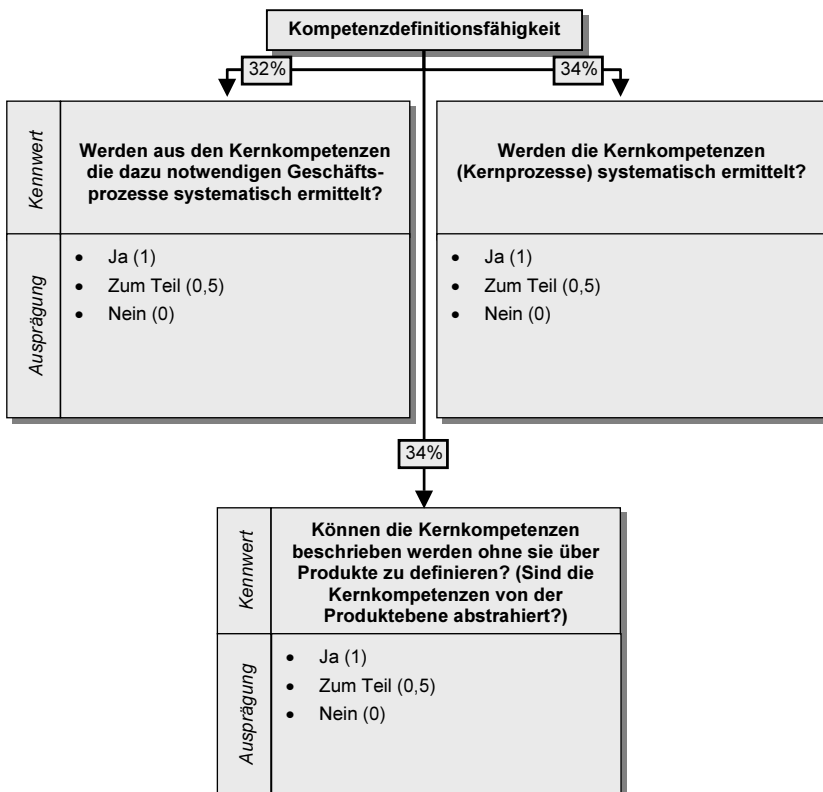 Kompetenzdefinitionsfähigkeit
32%
34%
Kennwert
Werden aus den Kernkompetenzen
die dazu notwendigen Geschäfts-
prozesse systematisch ermittelt?
Werden die Kernkompetenzen
(Kernprozesse) systematisch ermittelt?
Ausprägung
• Ja (1)
• Zum Teil (0,5)
• Nein (0)
• Ja (1)
• Zum Teil (0,5)
• Nein (0)
34%
Kennwert
Können die Kernkompetenzen
beschrieben werden ohne sie über
Produkte zu definieren? (Sind die
Kernkompetenzen von der
Produktebene abstrahiert?)
Ausprägung
• Ja (1)
• Zum Teil (0,5)
• Nein (0)